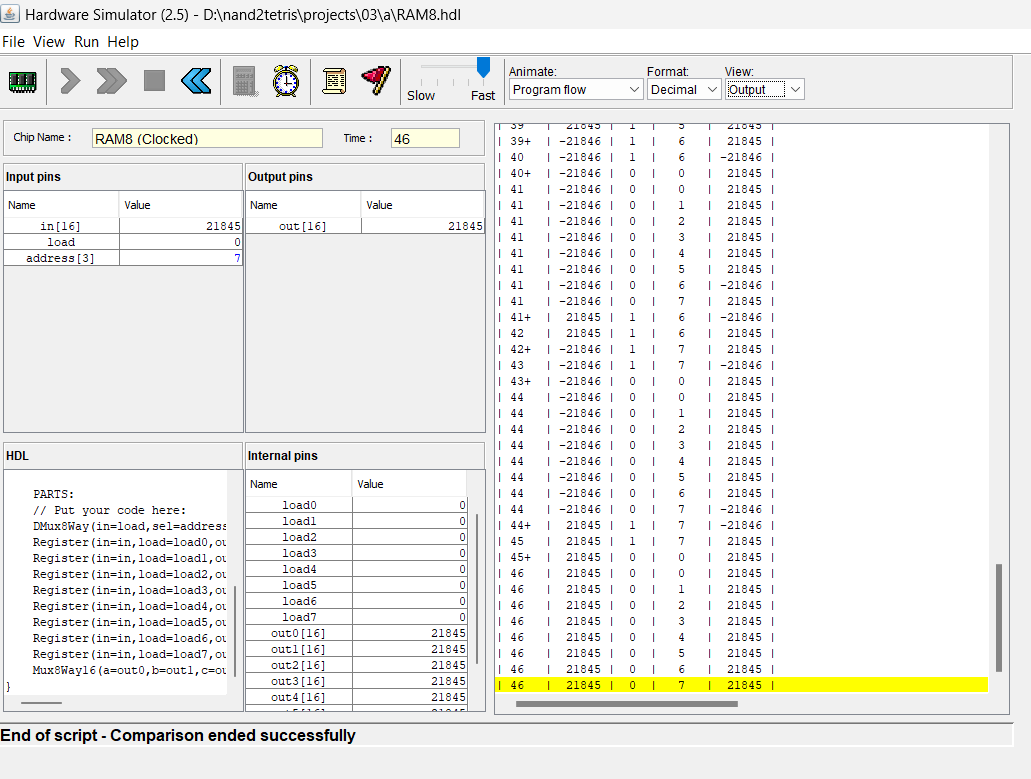 Hardware Simulator (2.5) - D:\nand2tetris\projects\03\a\RAM8.hdl
File View Run Help
Slow Fast
Animate: Format: View:
Program flow Decimal Output
Chip Name : RAM8 (Clocked) Time : 46
Input pins
Name Value
in[16] 21845
load 0
address[3] 7
Output pins
Name Value
out[16] 21845
HDL
PARTS:
// Put your code here:
DMux8Way(in=load,sel=address
Register(in=in,load=load0,ou
Register(in=in,load=load1,ou
Register(in=in,load=load2,ou
Register(in=in,load=load3,ou
Register(in=in,load=load4,ou
Register(in=in,load=load5,ou
Register(in=in,load=load6,ou
Register(in=in,load=load7,ou
Mux8Way16(a=out0,b=out1,c=ou
}
Internal pins
Name Value
load0 0
load1 0
load2 0
load3 0
load4 0
load5 0
load6 0
load7 0
out0[16] 21845
out1[16] 21845
out2[16] 21845
out3[16] 21845
out4[16] 21845
| 39 | 21845 | 1 | 5 | 21845 |
| 39+ | -21846 | 1 | 6 | 21845 |
| 40 | -21846 | 1 | 6 | -21846 |
| 40+ | -21846 | 0 | 0 | 21845 |
| 41 | -21846 | 0 | 0 | 21845 |
| 41 | -21846 | 0 | 1 | 21845 |
| 41 | -21846 | 0 | 2 | 21845 |
| 41 | -21846 | 0 | 3 | 21845 |
| 41 | -21846 | 0 | 4 | 21845 |
| 41 | -21846 | 0 | 5 | 21845 |
| 41 | -21846 | 0 | 6 | -21846 |
| 41 | -21846 | 0 | 7 | 21845 |
| 41+ | 21845 | 1 | 6 | -21846 |
| 42 | 21845 | 1 | 6 | 21845 |
| 42+ | -21846 | 1 | 7 | 21845 |
| 43 | -21846 | 1 | 7 | -21846 |
| 43+ | -21846 | 0 | 0 | 21845 |
| 44 | -21846 | 0 | 0 | 21845 |
| 44 | -21846 | 0 | 1 | 21845 |
| 44 | -21846 | 0 | 2 | 21845 |
| 44 | -21846 | 0 | 3 | 21845 |
| 44 | -21846 | 0 | 4 | 21845 |
| 44 | -21846 | 0 | 5 | 21845 |
| 44 | -21846 | 0 | 6 | 21845 |
| 44 | -21846 | 0 | 7 | -21846 |
| 44+ | 21845 | 1 | 7 | -21846 |
| 45 | 21845 | 1 | 7 | 21845 |
| 45+ | 21845 | 0 | 0 | 21845 |
| 46 | 21845 | 0 | 0 | 21845 |
| 46 | 21845 | 0 | 1 | 21845 |
| 46 | 21845 | 0 | 2 | 21845 |
| 46 | 21845 | 0 | 3 | 21845 |
| 46 | 21845 | 0 | 4 | 21845 |
| 46 | 21845 | 0 | 5 | 21845 |
| 46 | 21845 | 0 | 6 | 21845 |
| 46 | 21845 | 0 | 7 | 21845 |
End of script - Comparison ended successfully